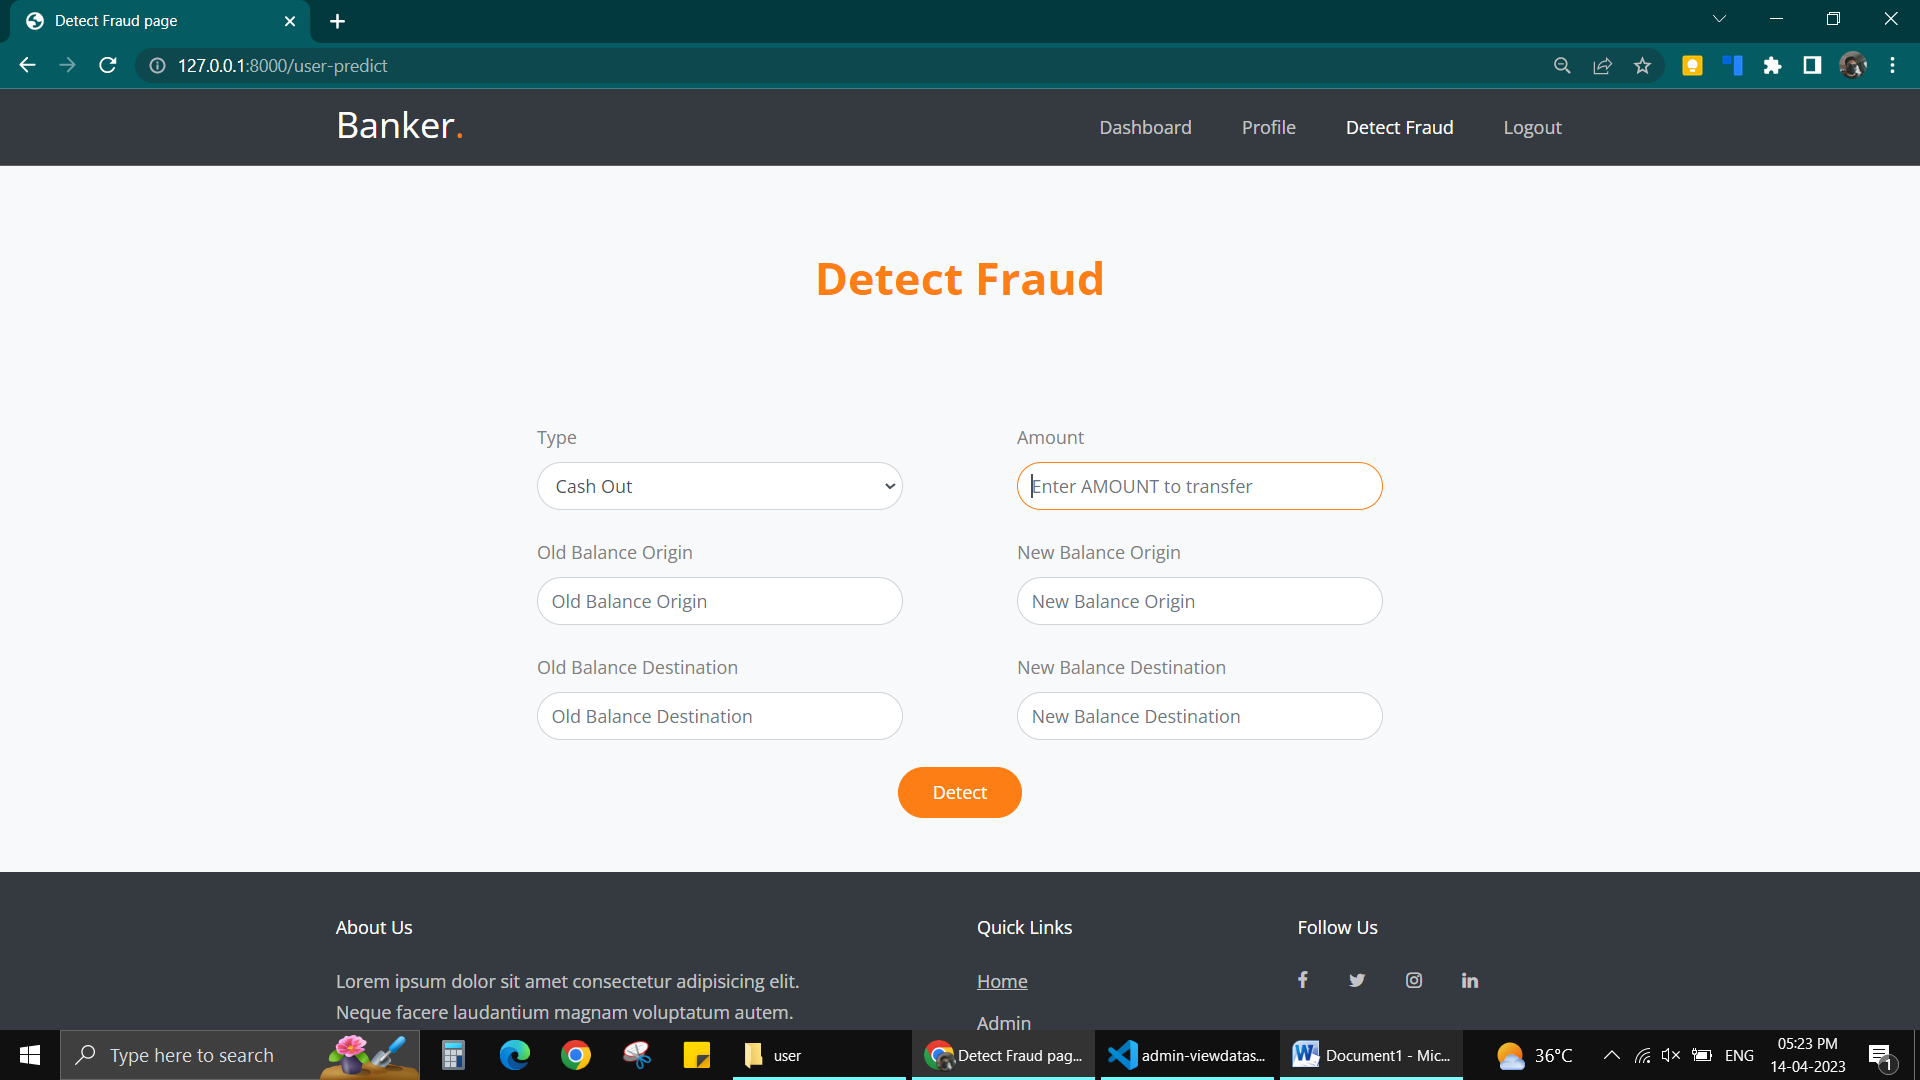 Detect Fraud page
127.0.0.1:8000/user-predict
Banker.
Dashboard Profile Detect Fraud Logout
Detect Fraud
Type Amount
Cash Out Enter AMOUNT to transfer
Old Balance Origin New Balance Origin
Old Balance Origin New Balance Origin
Old Balance Destination New Balance Destination
Old Balance Destination New Balance Destination
Detect
About Us Quick Links Follow Us
Lorem ipsum dolor sit amet consectetur adipisicing elit. Home
Neque facere laudantium magnam voluptatum autem.
Admin
Type here to search user Detect Fraud pag... admin-viewdatas... Document1 - Mic... 36°C ENG 05:23 PM
14-04-2023 1